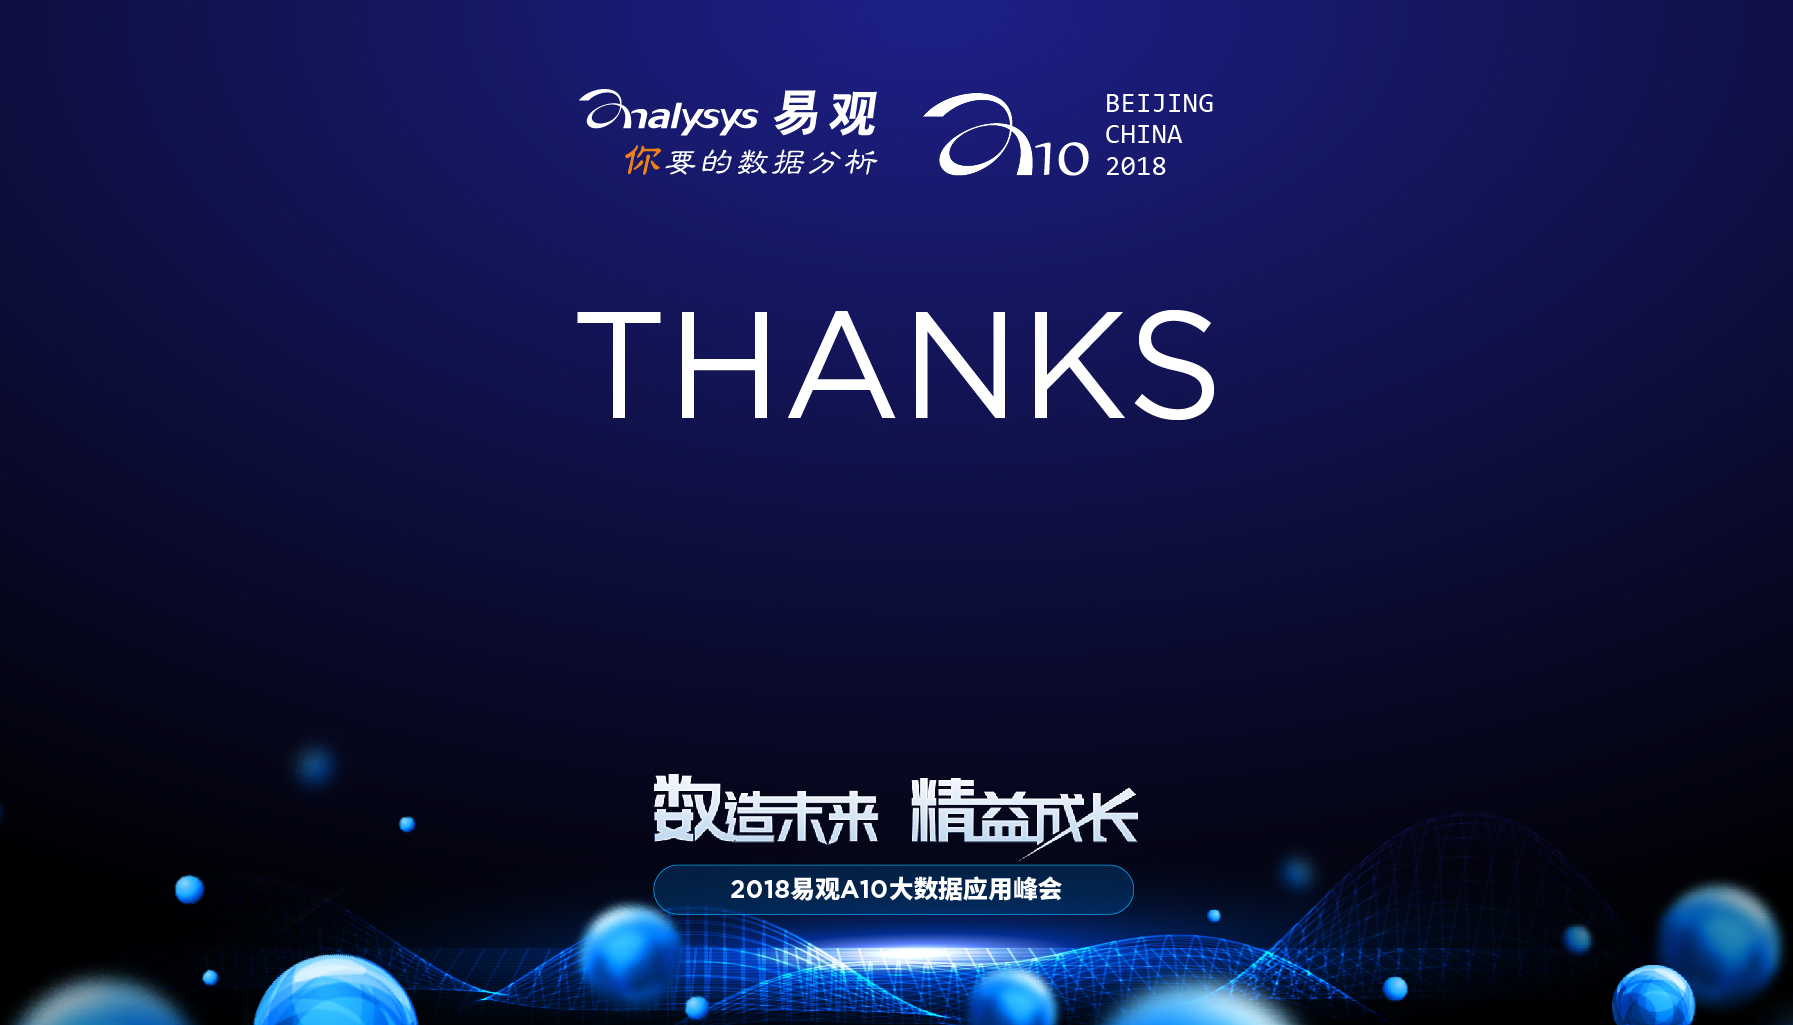 analysys 易观
你要的数据分析
a10
BEIJING
CHINA
2018
THANKS
数造未来 精益成长
2018易观A10大数据应用峰会